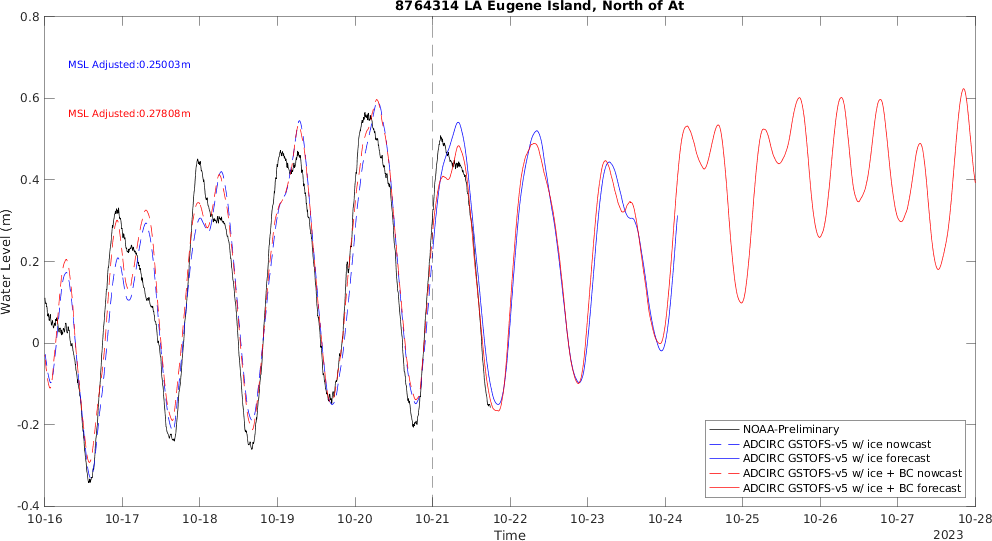 8764314 LA Eugene Island, North of At
0.8
0.6
0.4
0.2
0
-0.2
-0.4
Water Level (m)
MSL Adjusted:0.25003m
MSL Adjusted:0.27808m
NOAA-Preliminary
ADCIRC GSTOFS-v5 w/ ice nowcast
ADCIRC GSTOFS-v5 w/ ice forecast
ADCIRC GSTOFS-v5 w/ ice + BC nowcast
ADCIRC GSTOFS-v5 w/ ice + BC forecast
10-16 10-17 10-18 10-19 10-20 10-21 10-22 10-23 10-24 10-25 10-26 10-27 10-28
Time
2023